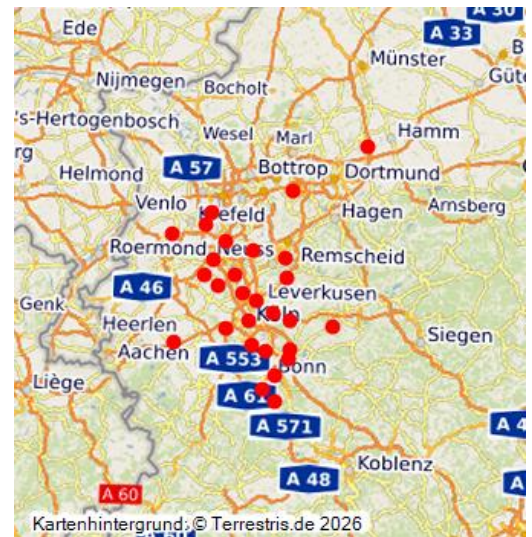 A 30
Ede
A 33
Münster
Nijmegen
Bocholt
Güte
's-Hertogenbosch
Wesel
Marl
Hamm
rg
A 57
Bottrop
Dortmund
Helmond
Venlo
Krefeld
Hagen
Arnsberg
Roermond
Neuss
Remscheid
A 46
Leverkusen
Genk
Heerlen
Köln
Siegen
Aachen
A 553
Bonn
Liège
A 61
A 571
A 4
Koblenz
A 48
A 60
A
Kartenhintergrund: © Terrestris.de 2026